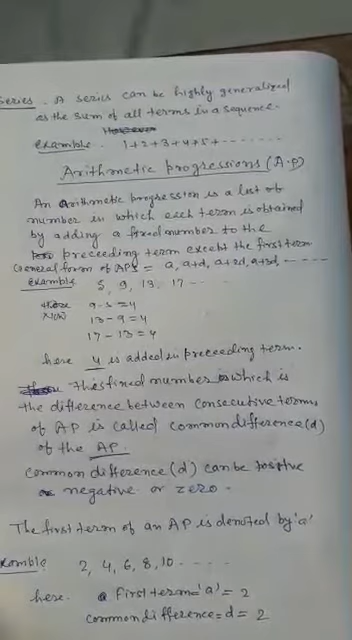 Series. A series can be highly generalized
as the sum of all terms in a sequence.
However
example. 1+2+3+4+5+--------
Arithmetic progressions (A.P)
An Arithmetic progression is a list of
number in which each term is obtained
by adding a fixed number to the
preceeding term except the first term
General form of APs = a, a+d, a+2d, a+3d -----
Example 5, 9, 13, 17 -----
9-5=4
13-9=4
17-13=4
here 4 is added in preceeding term.
This fixed number which is
the difference between consecutive terms
of AP is called common difference (d)
of the AP.
Common difference (d) can be positive
negative or zero.
The first term of an AP is denoted by 'a'
Example 2, 4, 6, 8, 10 -----
here. First term 'a' = 2
common difference = d = 2